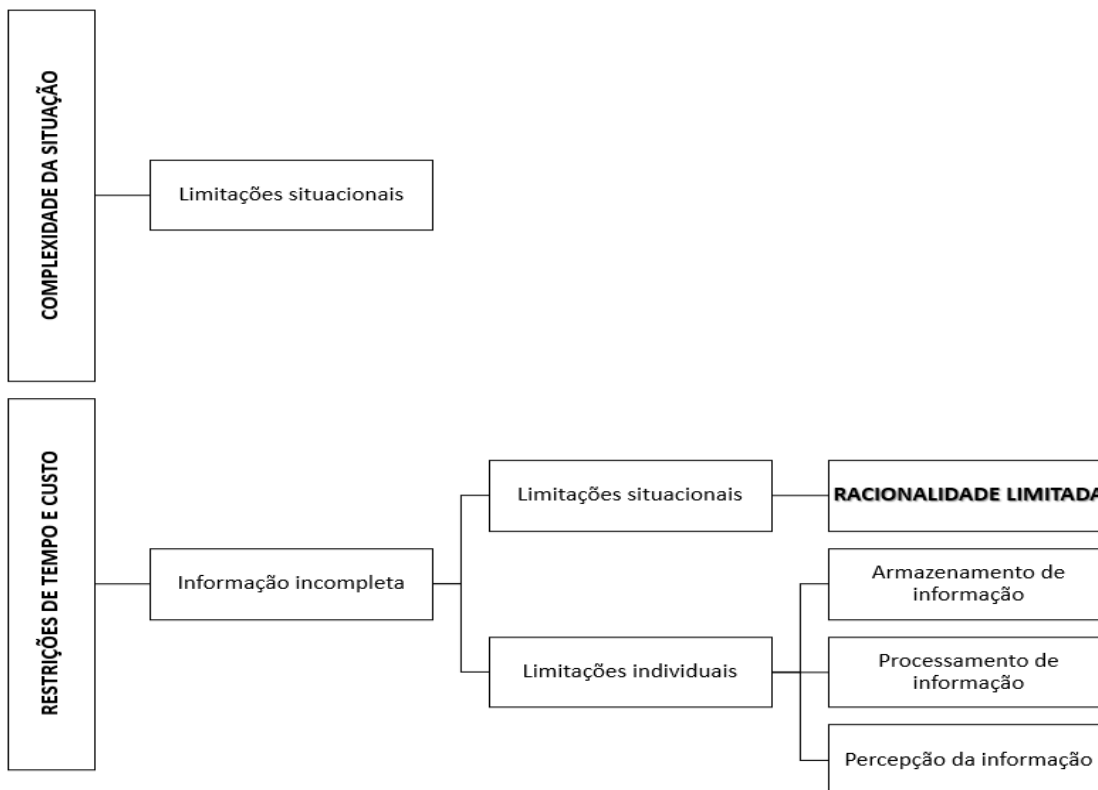 COMPLEXIDADE DA SITUAÇÃO
Limitações situacionais
RESTRIÇÕES DE TEMPO E CUSTO
Informação incompleta
Limitações situacionais
RACIONALIDADE LIMITADA
Limitações individuais
Armazenamento de
informação
Processamento de
informação
Percepção da informação